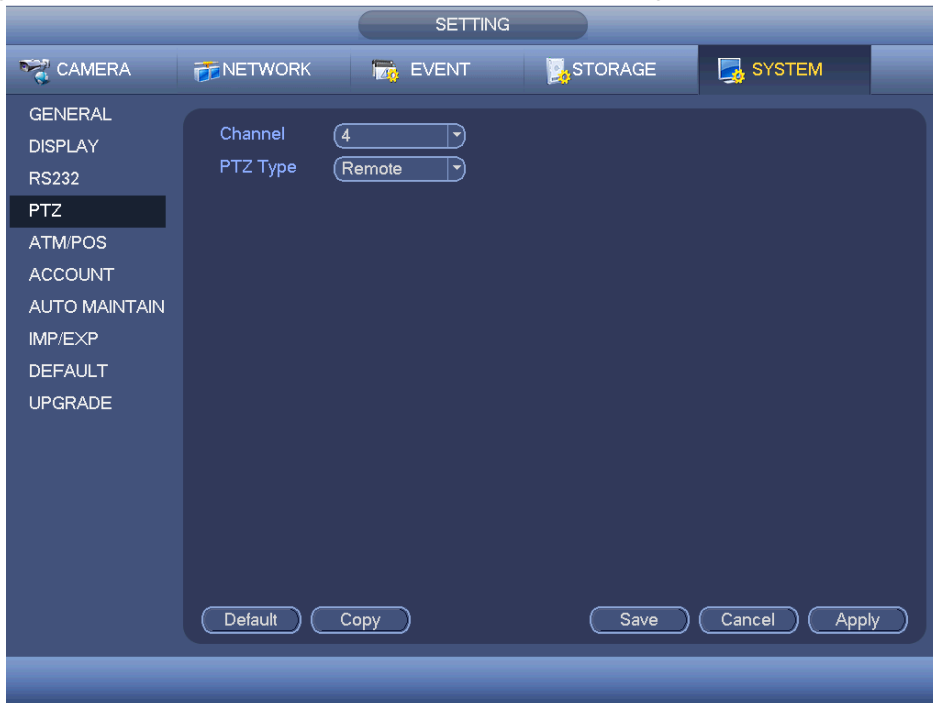 SETTING
CAMERA NETWORK EVENT STORAGE SYSTEM
GENERAL
DISPLAY
RS232
PTZ
ATM/POS
ACCOUNT
AUTO MAINTAIN
IMP/EXP
DEFAULT
UPGRADE
Channel 4
PTZ Type Remote
Default Copy Save Cancel Apply